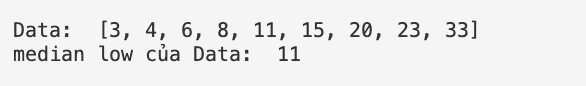 Data:  [3, 4, 6, 8, 11, 15, 20, 23, 33]
median low của Data:  11